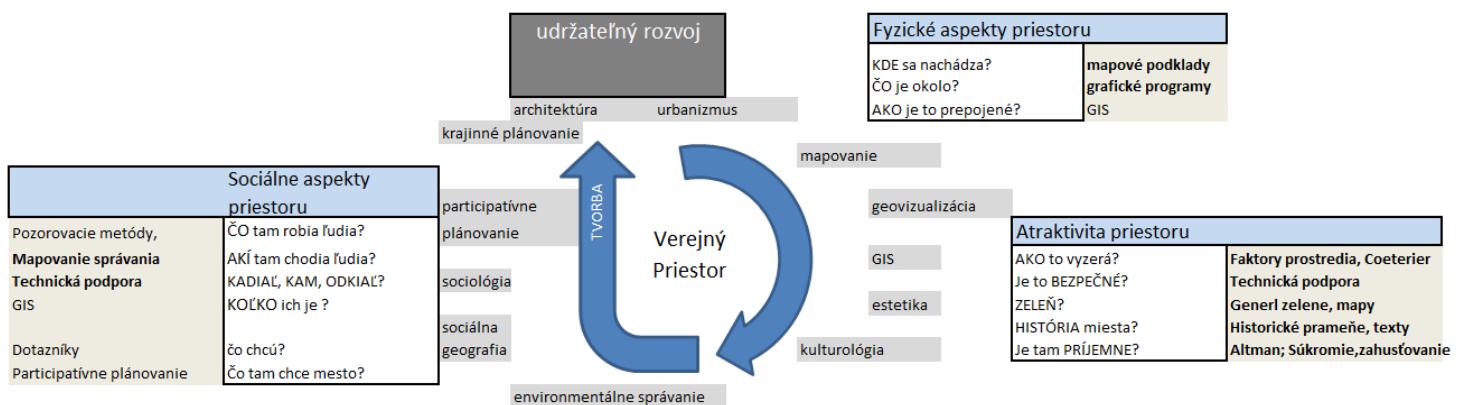 udržateľný rozvoj
architektúra urbanizmus
krajinné plánovanie
Fyzické aspekty priestoru
KDE sa nachádza? mapové podklady
ČO je okolo? grafické programy
AKO je to prepojené? GIS
mapovanie
geovizualizácia
GIS
estetika
kulturológia
Verejný
Priestor
TVORBA
participatívne
plánovanie
sociológia
sociálna
geografia
environmentálne správanie
Sociálne aspekty
priestoru
Pozorovacie metódy, ČO tam robia ľudia?
Mapovanie správania AKÍ tam chodia ľudia?
Technická podpora KADIAĽ, KAM, ODKIAĽ?
GIS KOĽKO ich je ?
Dotazníky čo chcú?
Participatívne plánovanie Čo tam chce mesto?
Atraktivita priestoru
AKO to vyzerá? Faktory prostredia, Coeterier
Je to BEZPEČNÉ? Technická podpora
ZELEŇ? Generl zelene, mapy
HISTÓRIA miesta? Historické prameňe, texty
Je tam PRÍJEMNE? Altman; Súkromie,zahusťovanie